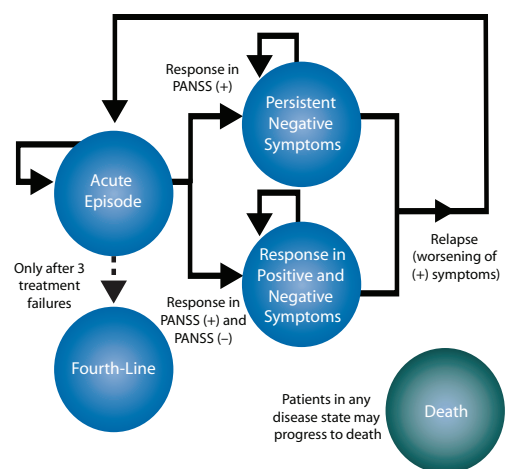 Response in
PANSS (+)
Persistent
Negative
Symptoms
Acute
Episode
Response in
Positive and
Negative
Symptoms
Relapse
(worsening of
(+) symptoms)
Only after 3
treatment
failures
Response in
PANSS (+) and
PANSS (–)
Fourth-Line
Patients in any
disease state may
progress to death
Death